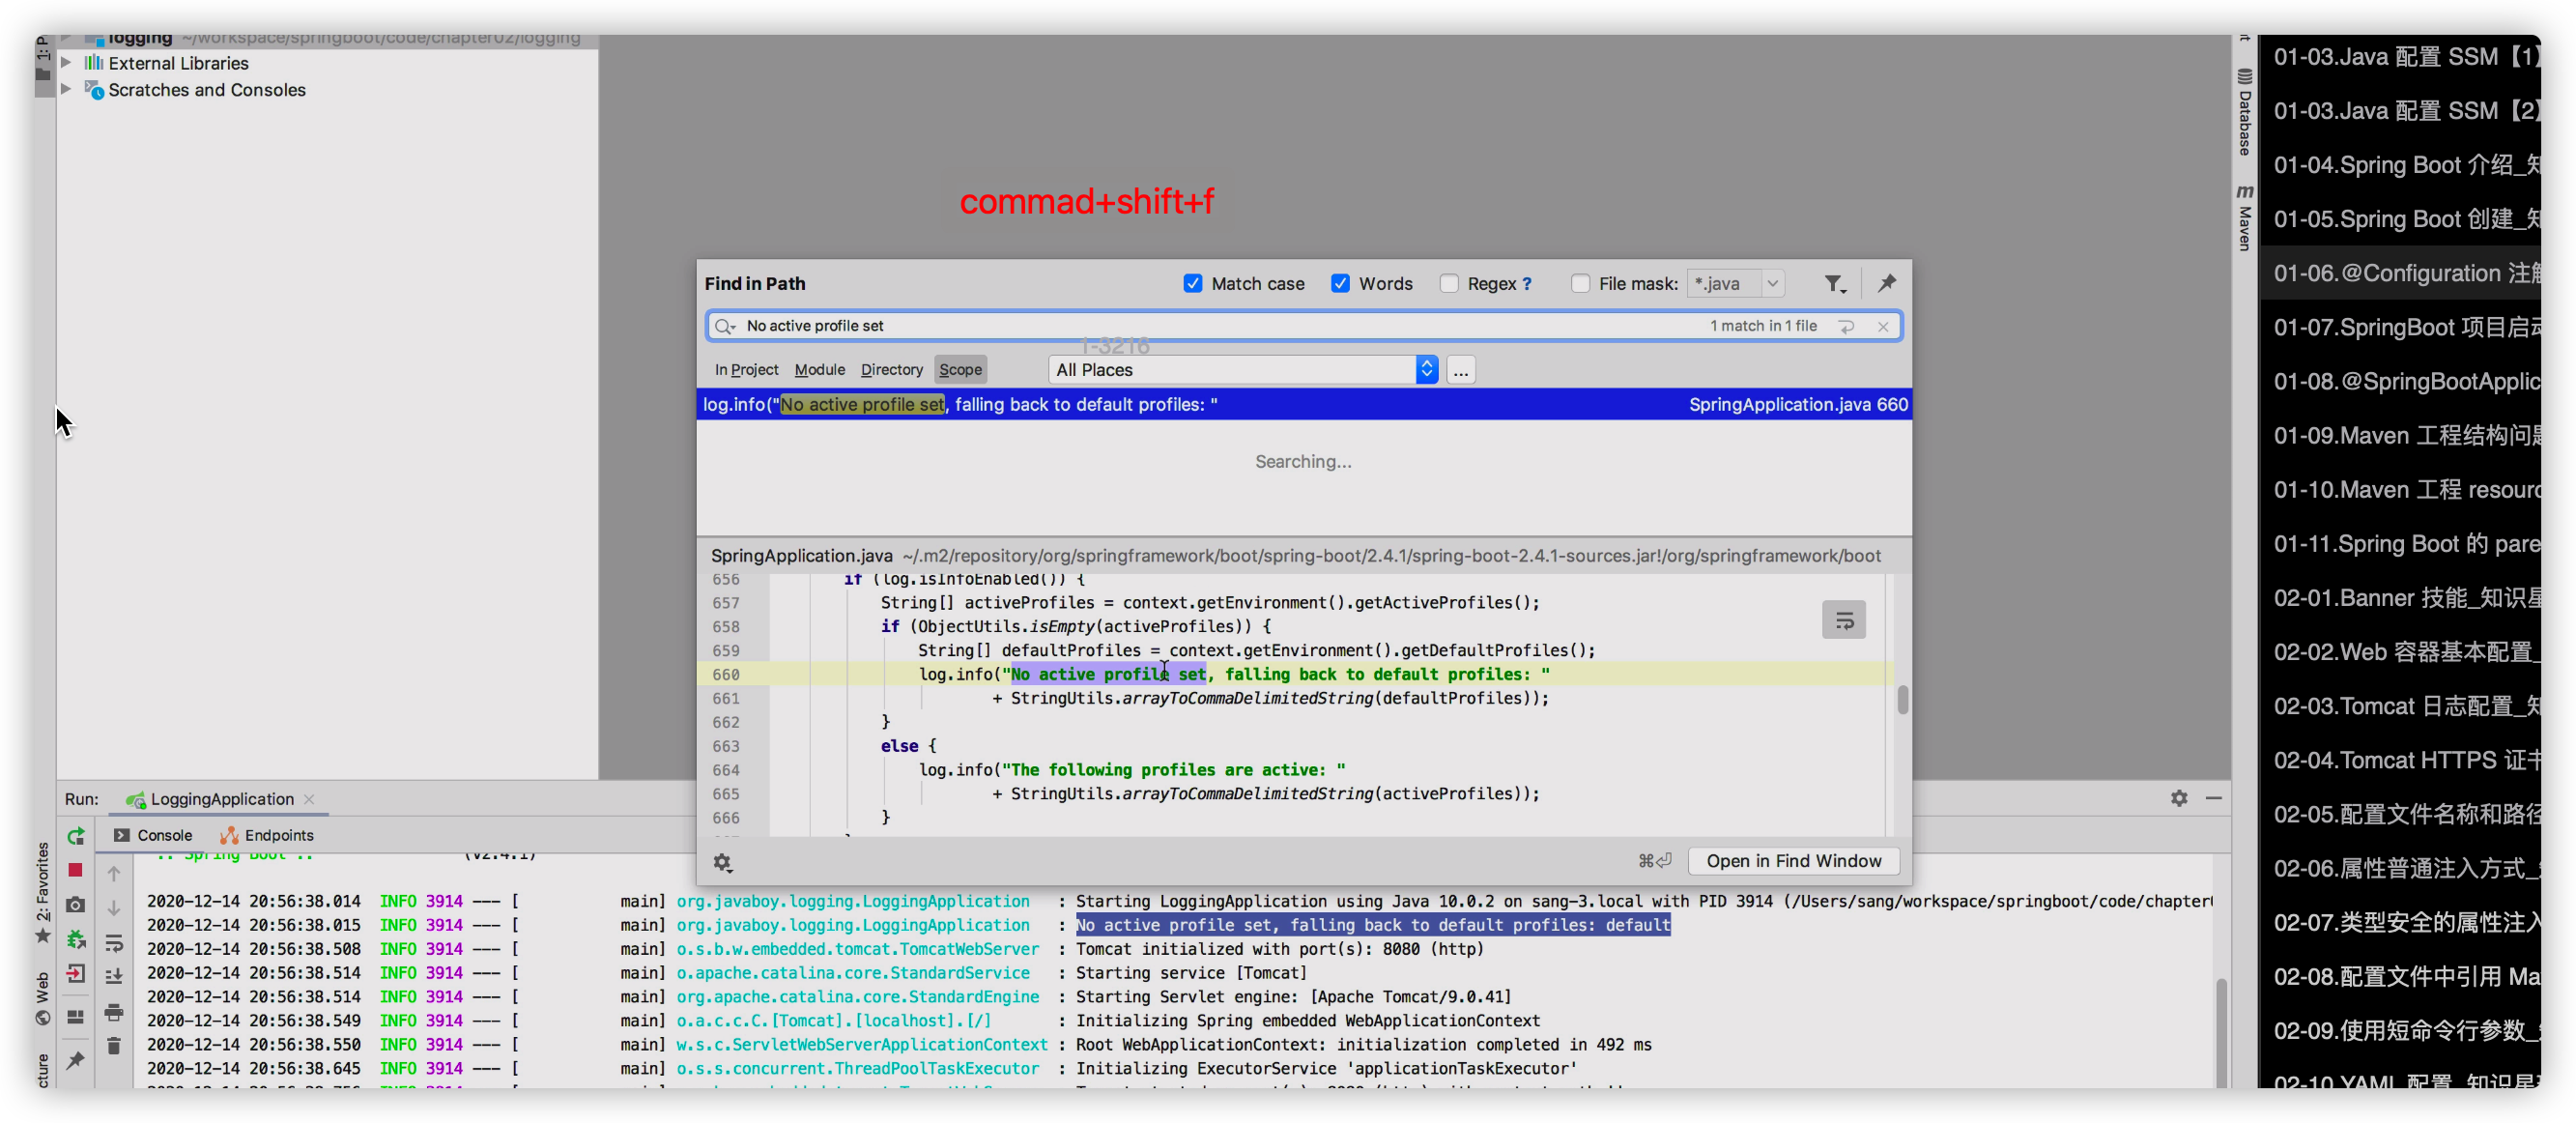 logging ~/workspace/springboot/code/chapter02/logging
External Libraries
Scratches and Consoles
commad+shift+f
Find in Path
Match case
Words
Regex ?
File mask:
*.java
No active profile set
1 match in 1 file
1-3216
In Project
Module
Directory
Scope
All Places
...
log.info("No active profile set, falling back to default profiles: "
SpringApplication.java 660
Searching...
SpringApplication.java ~/.m2/repository/org/springframework/boot/spring-boot/2.4.1/spring-boot-2.4.1-sources.jar!/org/springframework/boot
656 if (log.isInfoEnabled()) {
657 String[] activeProfiles = context.getEnvironment().getActiveProfiles();
658 if (ObjectUtils.isEmpty(activeProfiles)) {
659 String[] defaultProfiles = context.getEnvironment().getDefaultProfiles();
660 log.info("No active profile set, falling back to default profiles: "
661 + StringUtils.arrayToCommaDelimitedString(defaultProfiles));
662 }
663 else {
664 log.info("The following profiles are active: "
665 + StringUtils.arrayToCommaDelimitedString(activeProfiles));
666 }
⌘⏎
Open in Find Window
Run:
LoggingApplication
Console
Endpoints
:: Spring Boot :: (v2.4.1)
2020-12-14 20:56:38.014 INFO 3914 --- [ main] org.javaboy.logging.LoggingApplication : Starting LoggingApplication using Java 10.0.2 on sang-3.local with PID 3914 (/Users/sang/workspace/springboot/code/chapter
2020-12-14 20:56:38.015 INFO 3914 --- [ main] org.javaboy.logging.LoggingApplication : No active profile set, falling back to default profiles: default
2020-12-14 20:56:38.508 INFO 3914 --- [ main] o.s.b.w.embedded.tomcat.TomcatWebServer : Tomcat initialized with port(s): 8080 (http)
2020-12-14 20:56:38.514 INFO 3914 --- [ main] o.apache.catalina.core.StandardService : Starting service [Tomcat]
2020-12-14 20:56:38.514 INFO 3914 --- [ main] org.apache.catalina.core.StandardEngine : Starting Servlet engine: [Apache Tomcat/9.0.41]
2020-12-14 20:56:38.549 INFO 3914 --- [ main] o.a.c.c.C.[Tomcat].[localhost].[/] : Initializing Spring embedded WebApplicationContext
2020-12-14 20:56:38.550 INFO 3914 --- [ main] w.s.c.ServletWebServerApplicationContext : Root WebApplicationContext: initialization completed in 492 ms
2020-12-14 20:56:38.645 INFO 3914 --- [ main] o.s.s.concurrent.ThreadPoolTaskExecutor : Initializing ExecutorService 'applicationTaskExecutor'
1: P
2: Favorites
Web
cture
Database
Maven
01-03.Java 配置 SSM【1】
01-03.Java 配置 SSM【2】
01-04.Spring Boot 介绍_知
01-05.Spring Boot 创建_知
01-06.@Configuration 注解
01-07.SpringBoot 项目启动
01-08.@SpringBootApplic
01-09.Maven 工程结构问题
01-10.Maven 工程 resourc
01-11.Spring Boot 的 pare
02-01.Banner 技能_知识星
02-02.Web 容器基本配置_
02-03.Tomcat 日志配置_知
02-04.Tomcat HTTPS 证书
02-05.配置文件名称和路径
02-06.属性普通注入方式_
02-07.类型安全的属性注入
02-08.配置文件中引用 Ma
02-09.使用短命令行参数_
02-10.YAML 配置_知识星